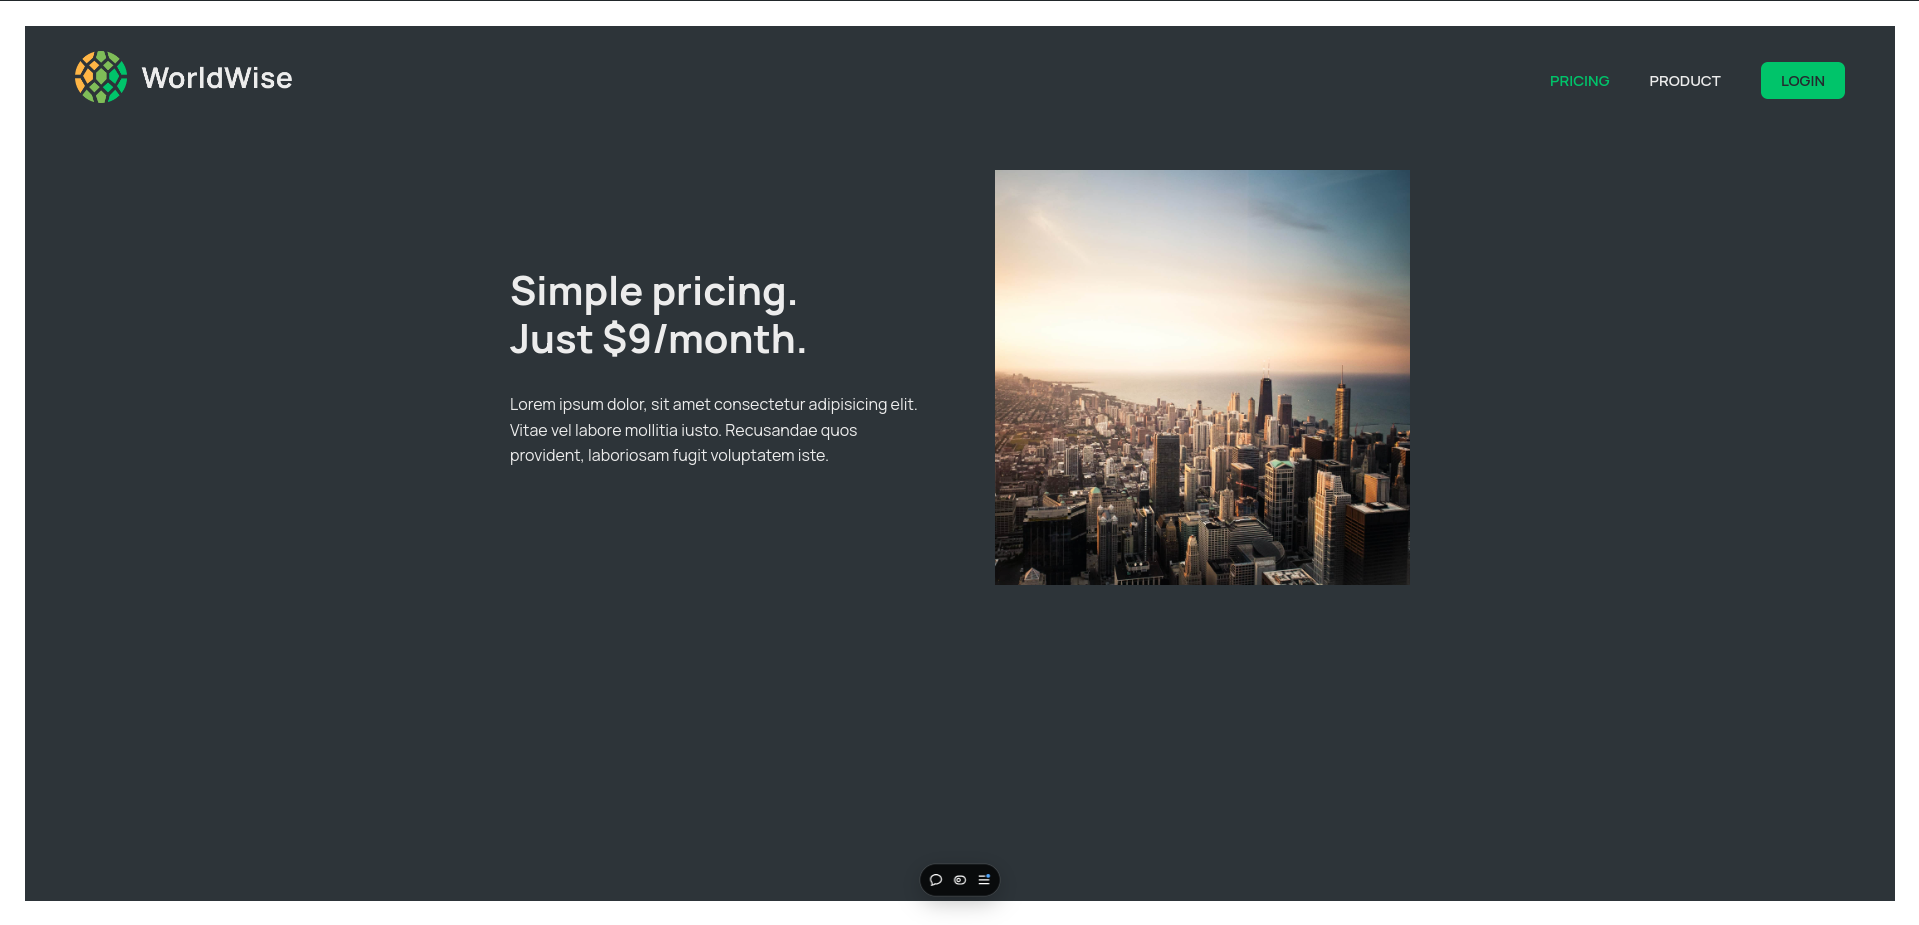 WorldWise
PRICING
PRODUCT
LOGIN
Simple pricing.
Just $9/month.
Lorem ipsum dolor, sit amet consectetur adipisicing elit.
Vitae vel labore mollitia iusto. Recusandae quos
provident, laboriosam fugit voluptatem iste.